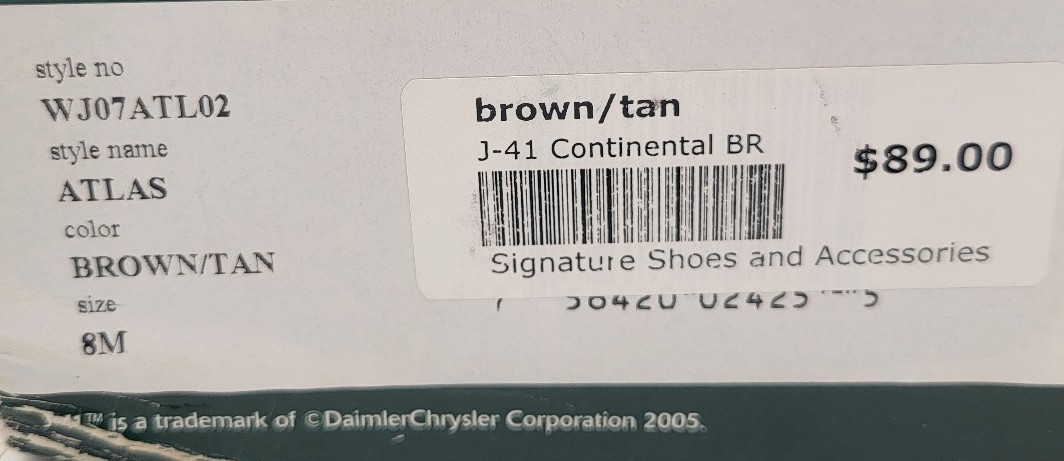 style no
WJ07ATL02
style name
ATLAS
color
BROWN/TAN
size
8M
brown/tan
J-41 Continental BR
$89.00
Signature Shoes and Accessories
is a trademark of ©DaimlerChrysler Corporation 2005.